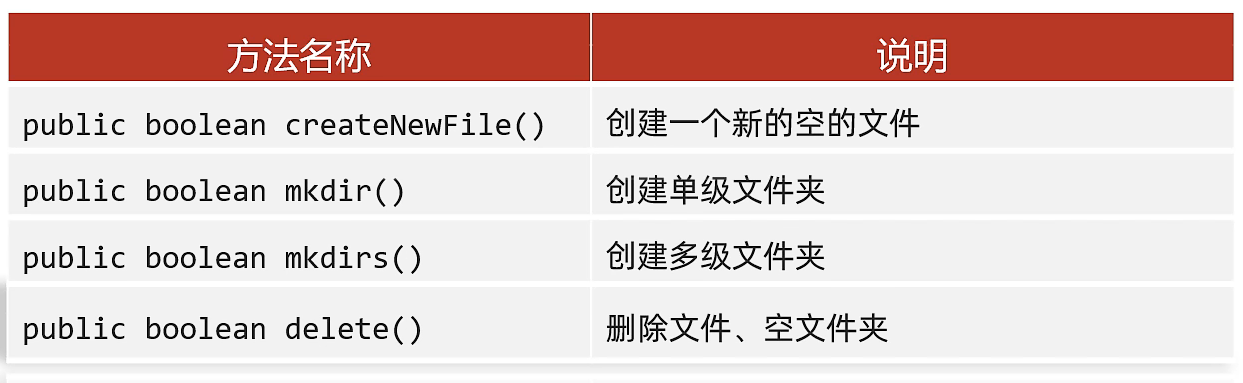 方法名称 说明
public boolean createNewFile() 创建一个新的空的文件
public boolean mkdir() 创建单级文件夹
public boolean mkdirs() 创建多级文件夹
public boolean delete() 删除文件、空文件夹